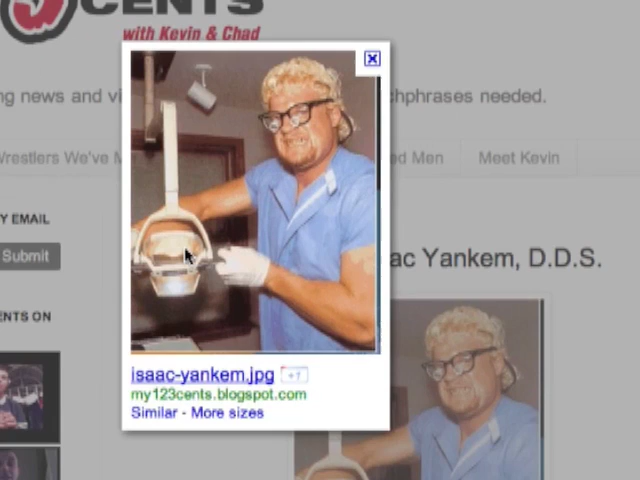 CENTS
with Kevin & Chad
ng news and vi
chphrases needed.
Wrestlers We've M
ed Men
Meet Kevin
Y EMAIL
Submit
ac Yankem, D.D.S.
ENTS ON
isaac-yankem.jpg +1
my123cents.blogspot.com
Similar - More sizes